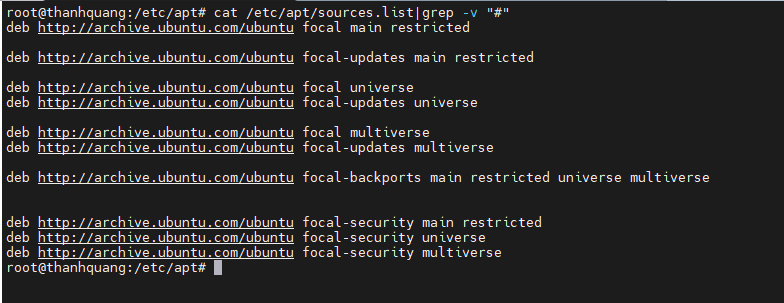 root@thanhquang:/etc/apt# cat /etc/apt/sources.list|grep -v "#"
deb http://archive.ubuntu.com/ubuntu focal main restricted
deb http://archive.ubuntu.com/ubuntu focal-updates main restricted
deb http://archive.ubuntu.com/ubuntu focal universe
deb http://archive.ubuntu.com/ubuntu focal-updates universe
deb http://archive.ubuntu.com/ubuntu focal multiverse
deb http://archive.ubuntu.com/ubuntu focal-updates multiverse
deb http://archive.ubuntu.com/ubuntu focal-backports main restricted universe multiverse
deb http://archive.ubuntu.com/ubuntu focal-security main restricted
deb http://archive.ubuntu.com/ubuntu focal-security universe
deb http://archive.ubuntu.com/ubuntu focal-security multiverse
root@thanhquang:/etc/apt#